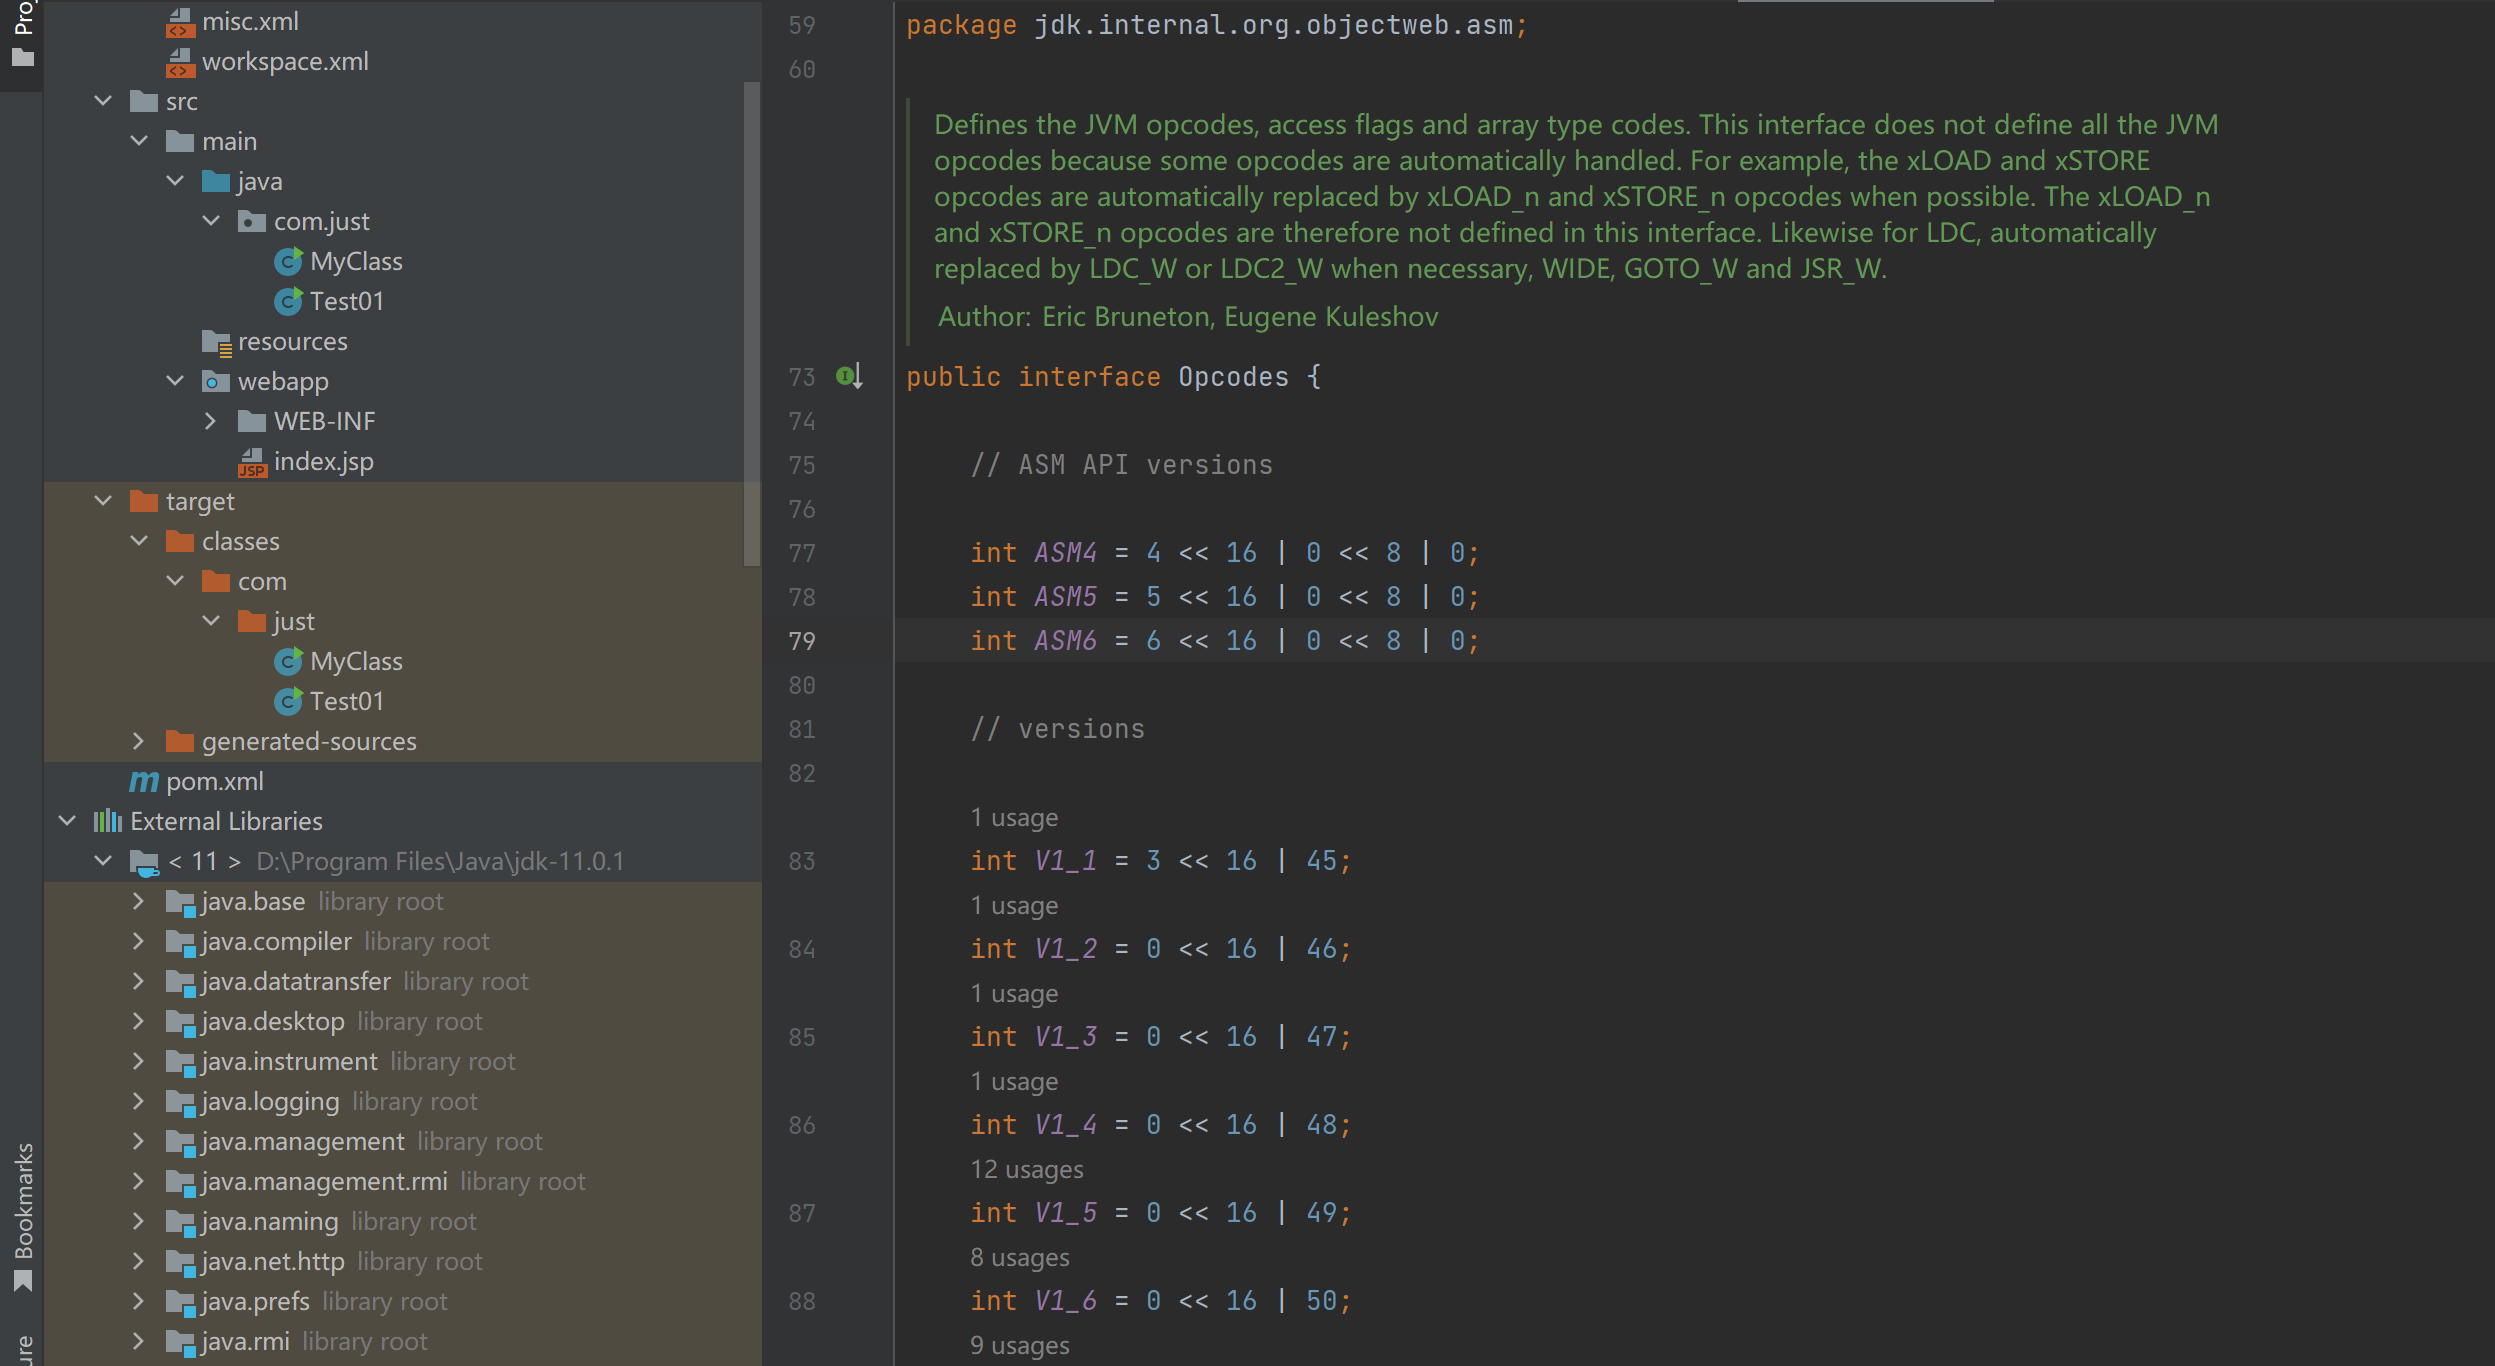 Pro
misc.xml
workspace.xml
src
main
java
com.just
MyClass
Test01
resources
webapp
WEB-INF
index.jsp
target
classes
com
just
MyClass
Test01
generated-sources
pom.xml
External Libraries
< 11 > D:\Program Files\Java\jdk-11.0.1
java.base library root
java.compiler library root
java.datatransfer library root
java.desktop library root
java.instrument library root
java.logging library root
java.management library root
java.management.rmi library root
java.naming library root
java.net.http library root
java.prefs library root
java.rmi library root
Bookmarks
ure
59 package jdk.internal.org.objectweb.asm;
60
Defines the JVM opcodes, access flags and array type codes. This interface does not define all the JVM
opcodes because some opcodes are automatically handled. For example, the xLOAD and xSTORE
opcodes are automatically replaced by xLOAD_n and xSTORE_n opcodes when possible. The xLOAD_n
and xSTORE_n opcodes are therefore not defined in this interface. Likewise for LDC, automatically
replaced by LDC_W or LDC2_W when necessary, WIDE, GOTO_W and JSR_W.
Author: Eric Bruneton, Eugene Kuleshov
73 public interface Opcodes {
74
75 // ASM API versions
76
77 int ASM4 = 4 << 16 | 0 << 8 | 0;
78 int ASM5 = 5 << 16 | 0 << 8 | 0;
79 int ASM6 = 6 << 16 | 0 << 8 | 0;
80
81 // versions
82
1 usage
83 int V1_1 = 3 << 16 | 45;
1 usage
84 int V1_2 = 0 << 16 | 46;
1 usage
85 int V1_3 = 0 << 16 | 47;
1 usage
86 int V1_4 = 0 << 16 | 48;
12 usages
87 int V1_5 = 0 << 16 | 49;
8 usages
88 int V1_6 = 0 << 16 | 50;
9 usages